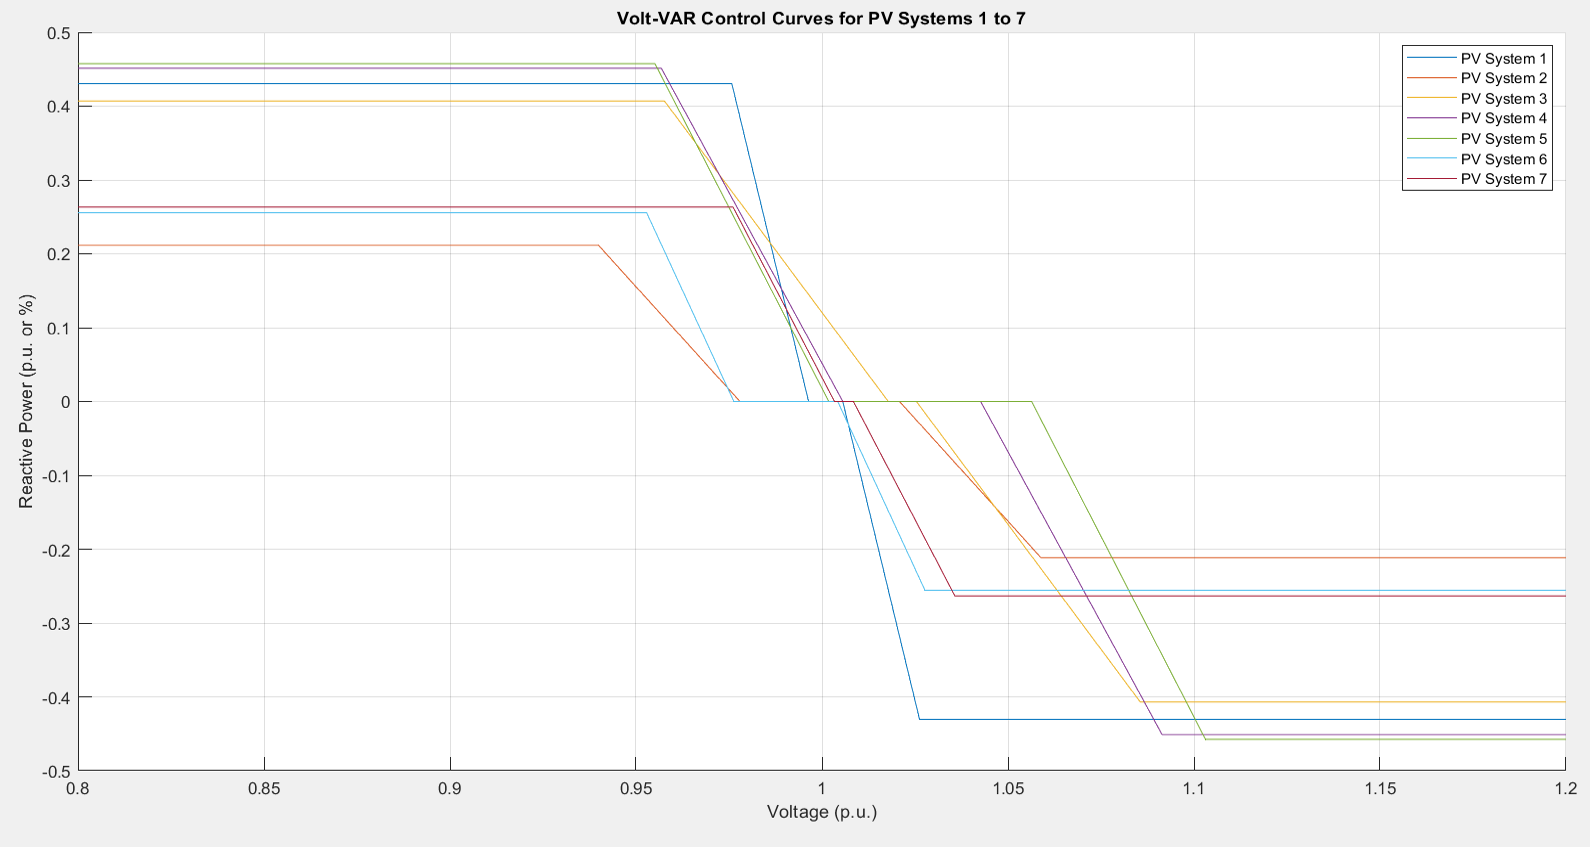 Volt-VAR Control Curves for PV Systems 1 to 7
0.5
0.4
0.3
0.2
0.1
0
-0.1
-0.2
-0.3
-0.4
-0.5
Reactive Power (p.u. or %)
PV System 1
PV System 2
PV System 3
PV System 4
PV System 5
PV System 6
PV System 7
0.8 0.85 0.9 0.95 1 1.05 1.1 1.15 1.2
Voltage (p.u.)